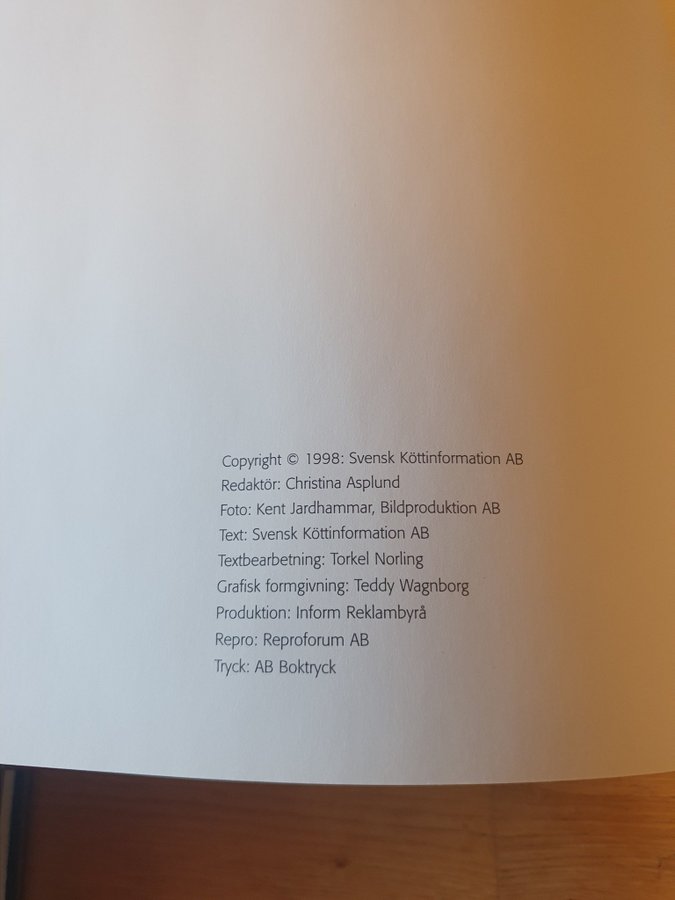 Copyright © 1998: Svensk Köttinformation AB
Redaktör: Christina Asplund
Foto: Kent Jardhammar, Bildproduktion AB
Text: Svensk Köttinformation AB
Textbearbetning: Torkel Norling
Grafisk formgivning: Teddy Wagnborg
Produktion: Inform Reklambyrå
Repro: Reproforum AB
Tryck: AB Boktryck